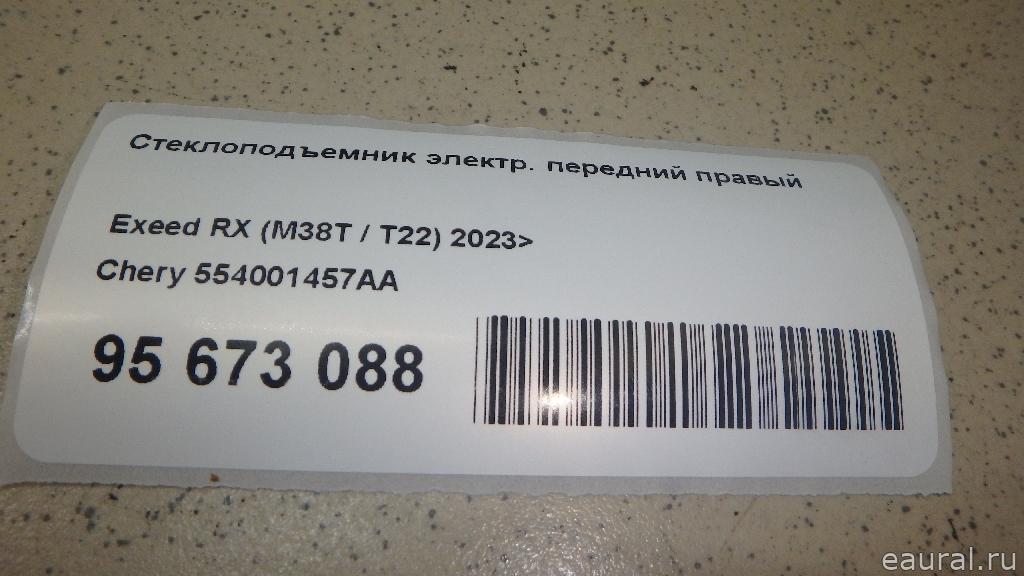 Стеклоподъемник электр. передний правый
Exeed RX (M38T / T22) 2023>
Chery 554001457AA
95 673 088
eaural.ru